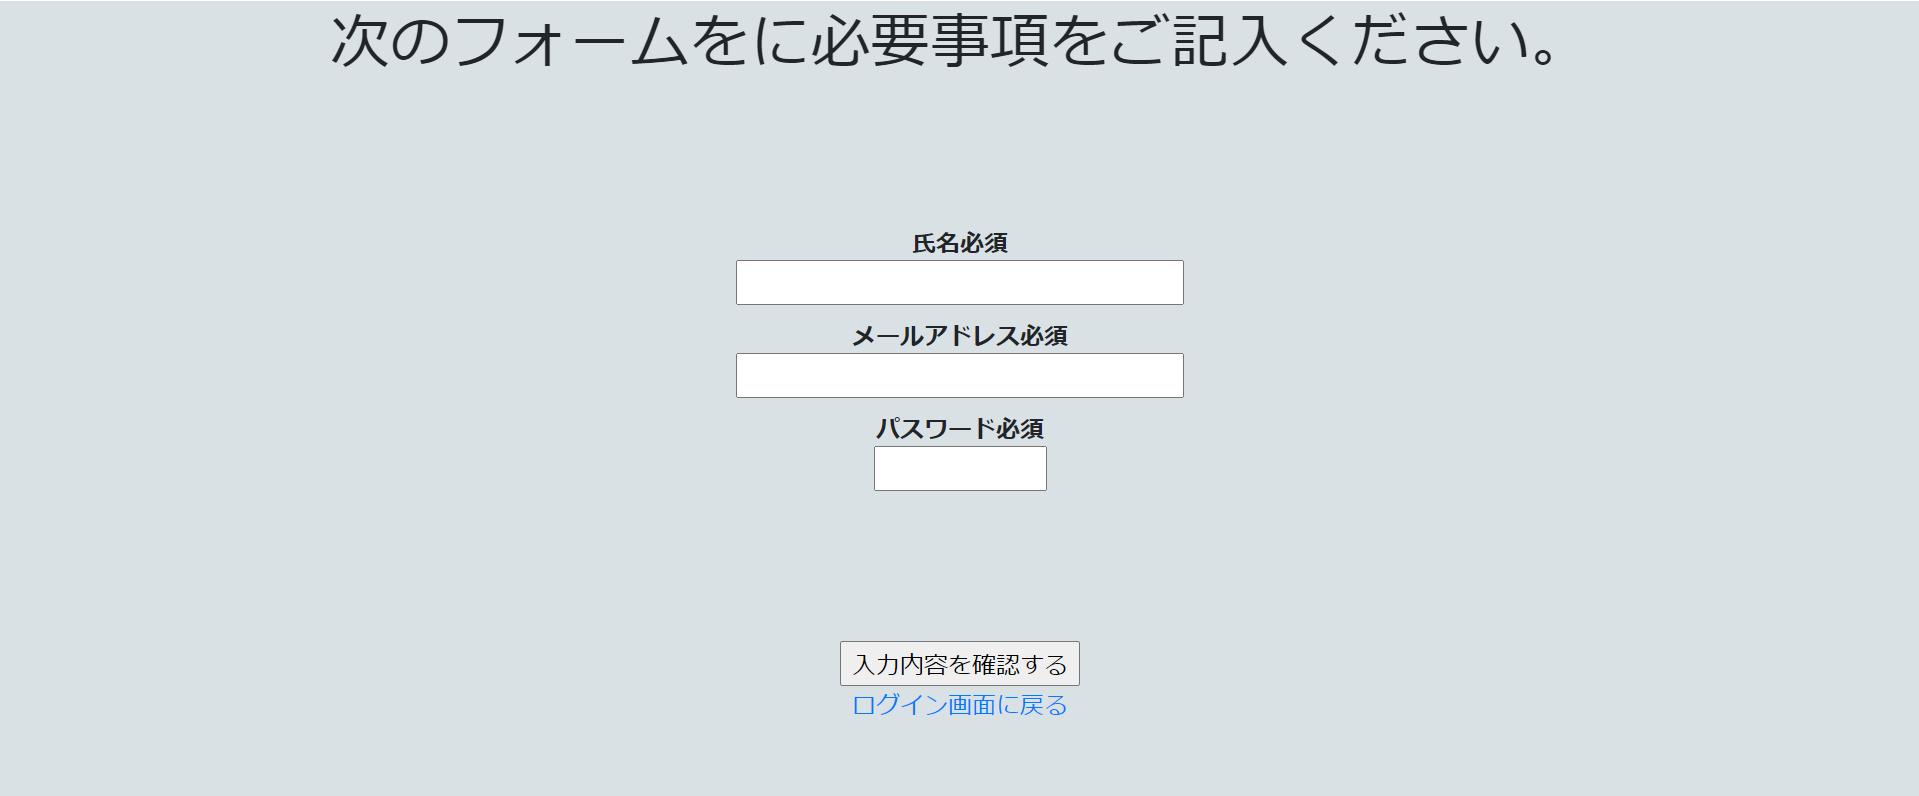 次のフォームをに必要事項をご記入ください。
氏名必須
メールアドレス必須
パスワード必須
入力内容を確認する
ログイン画面に戻る